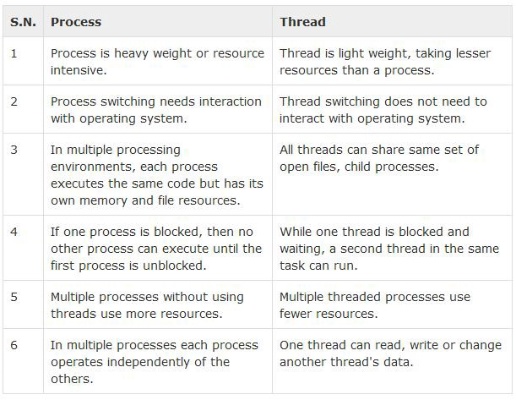 S.N. Process Thread
1 Process is heavy weight or resource Thread is light weight, taking lesser
intensive. resources than a process.
2 Process switching needs interaction Thread switching does not need to
with operating system. interact with operating system.
3 In multiple processing All threads can share same set of
environments, each process open files, child processes.
executes the same code but has its
own memory and file resources.
4 If one process is blocked, then no While one thread is blocked and
other process can execute until the waiting, a second thread in the same
first process is unblocked. task can run.
5 Multiple processes without using Multiple threaded processes use
threads use more resources. fewer resources.
6 In multiple processes each process One thread can read, write or change
operates independently of the another thread's data.
others.